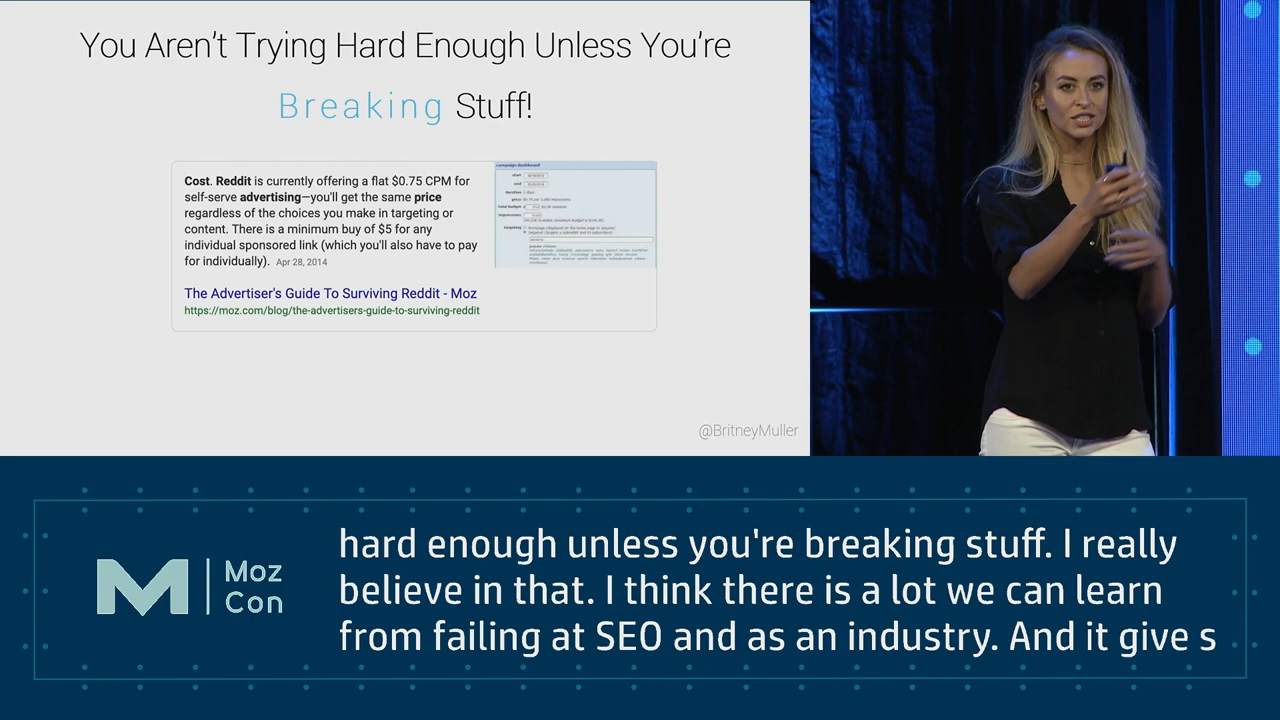 You Aren't Trying Hard Enough Unless You're
Breaking Stuff!
Cost. Reddit is currently offering a flat $0.75 CPM for
self-serve advertising—you'll get the same price
regardless of the choices you make in targeting or
content. There is a minimum buy of $5 for any
individual sponsored link (which you'll also have to pay
for individually). Apr 28, 2014
campaign dashboard
The Advertiser's Guide To Surviving Reddit - Moz
https://moz.com/blog/the-advertisers-guide-to-surviving-reddit
@BritneyMuller
Moz
Con
hard enough unless you're breaking stuff. I really
believe in that. I think there is a lot we can learn
from failing at SEO and as an industry. And it give s